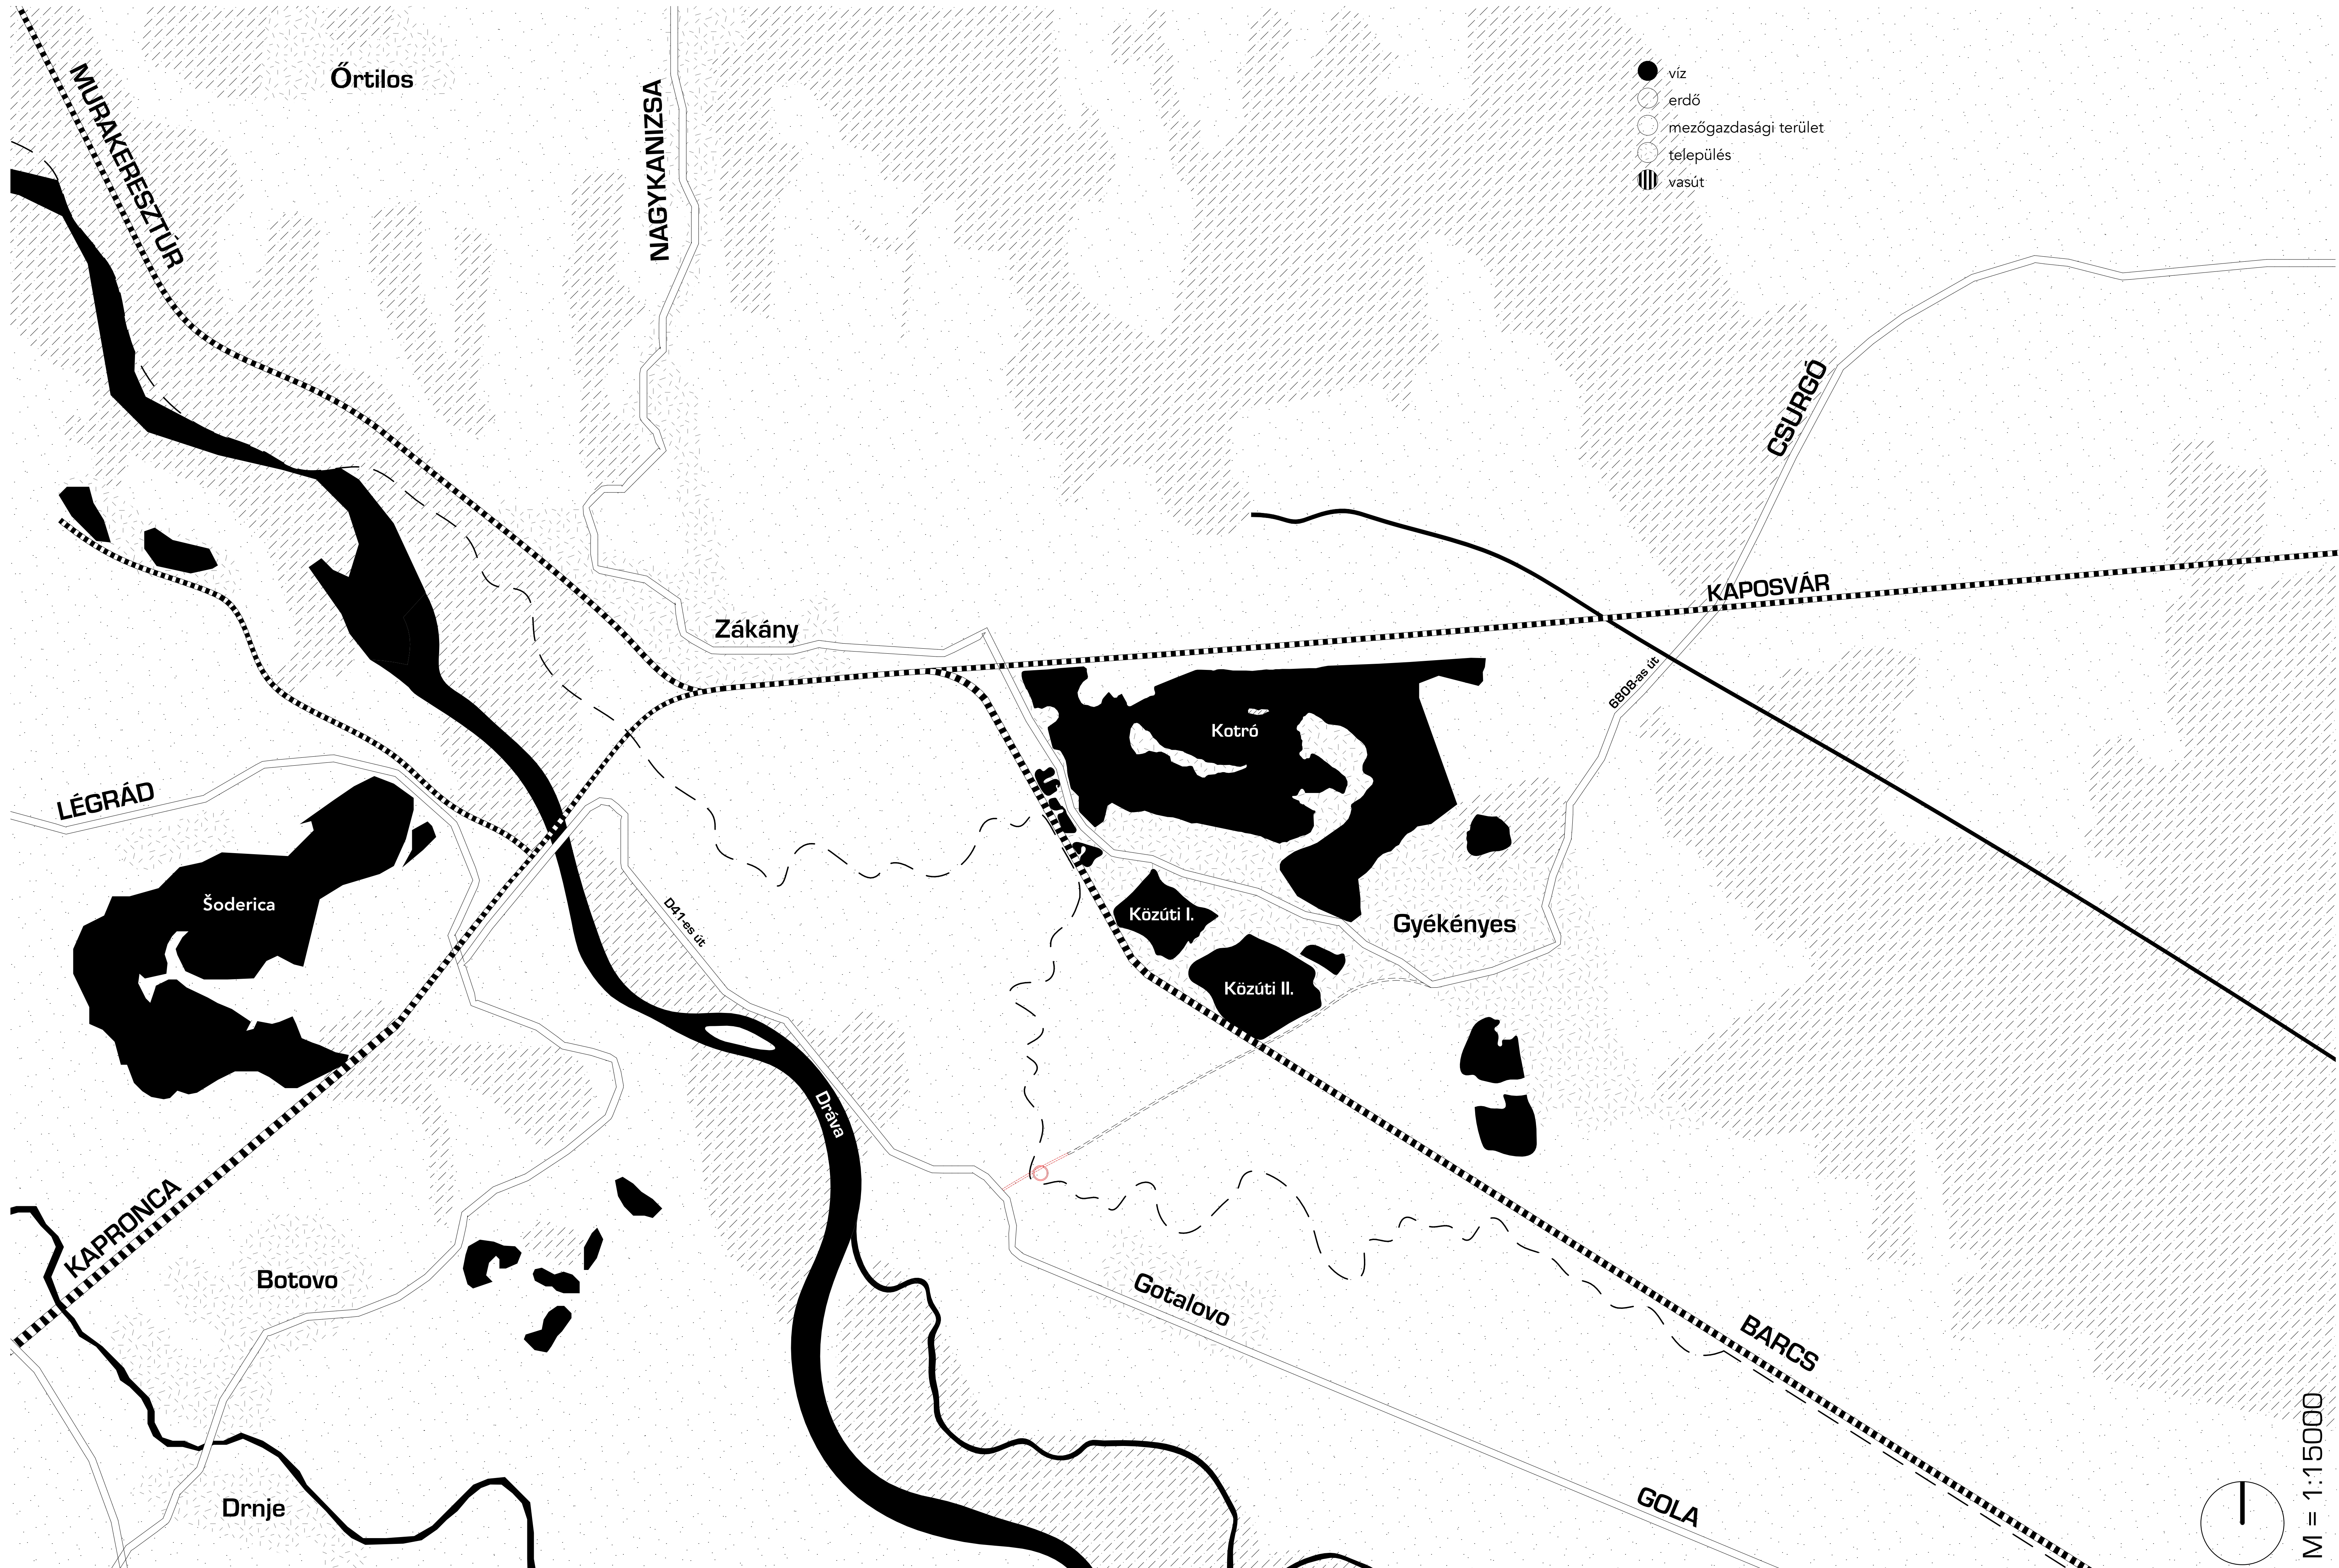 Őrtilos
MURAKERESZTÚR
NAGYKANIZSA
víz
erdő
mezőgazdasági terület
település
vasút
CSURGÓ
KAPOSVÁR
Zákány
6808-as út
Kotró
LÉGRÁD
Šoderica
D41-es út
Közúti I.
Gyékényes
Közúti II.
Dráva
KAPRONCA
Botovo
Gotalovo
BARCS
Drnje
GOLA
M = 1:15000